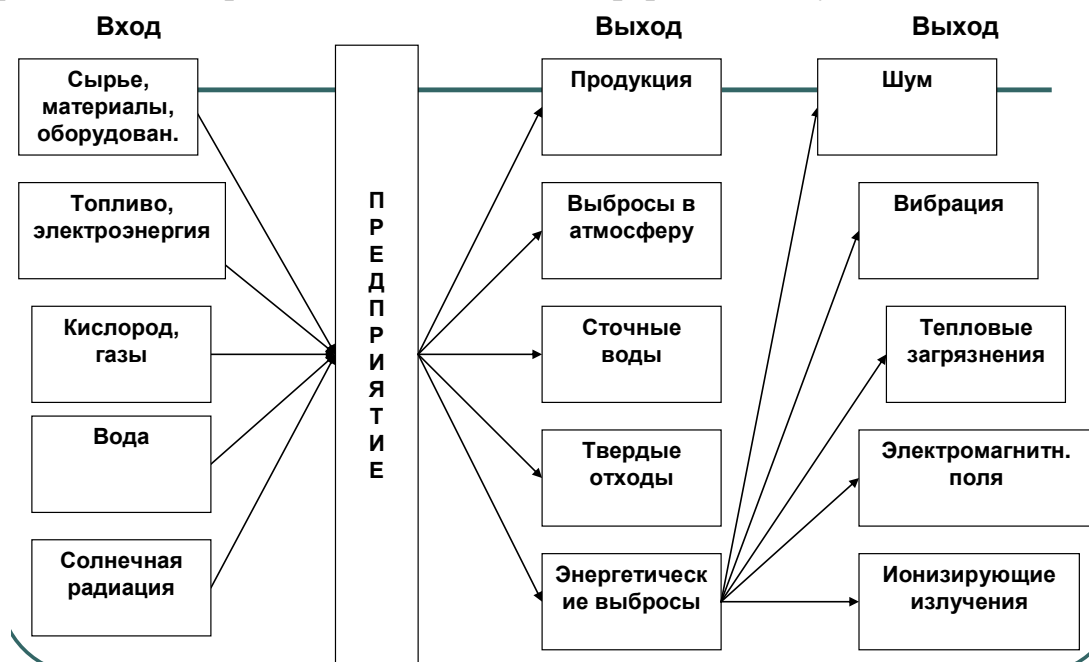 Вход
Выход
Выход
Сырье,
материалы,
оборудован.
Топливо,
электроэнергия
Кислород,
газы
Вода
Солнечная
радиация
П
Р
Е
Д
П
Р
И
Я
Т
И
Е
Продукция
Выбросы в
атмосферу
Сточные
воды
Твердые
отходы
Энергетическ
ие выбросы
Шум
Вибрация
Тепловые
загрязнения
Электромагнитн.
поля
Ионизирующие
излучения